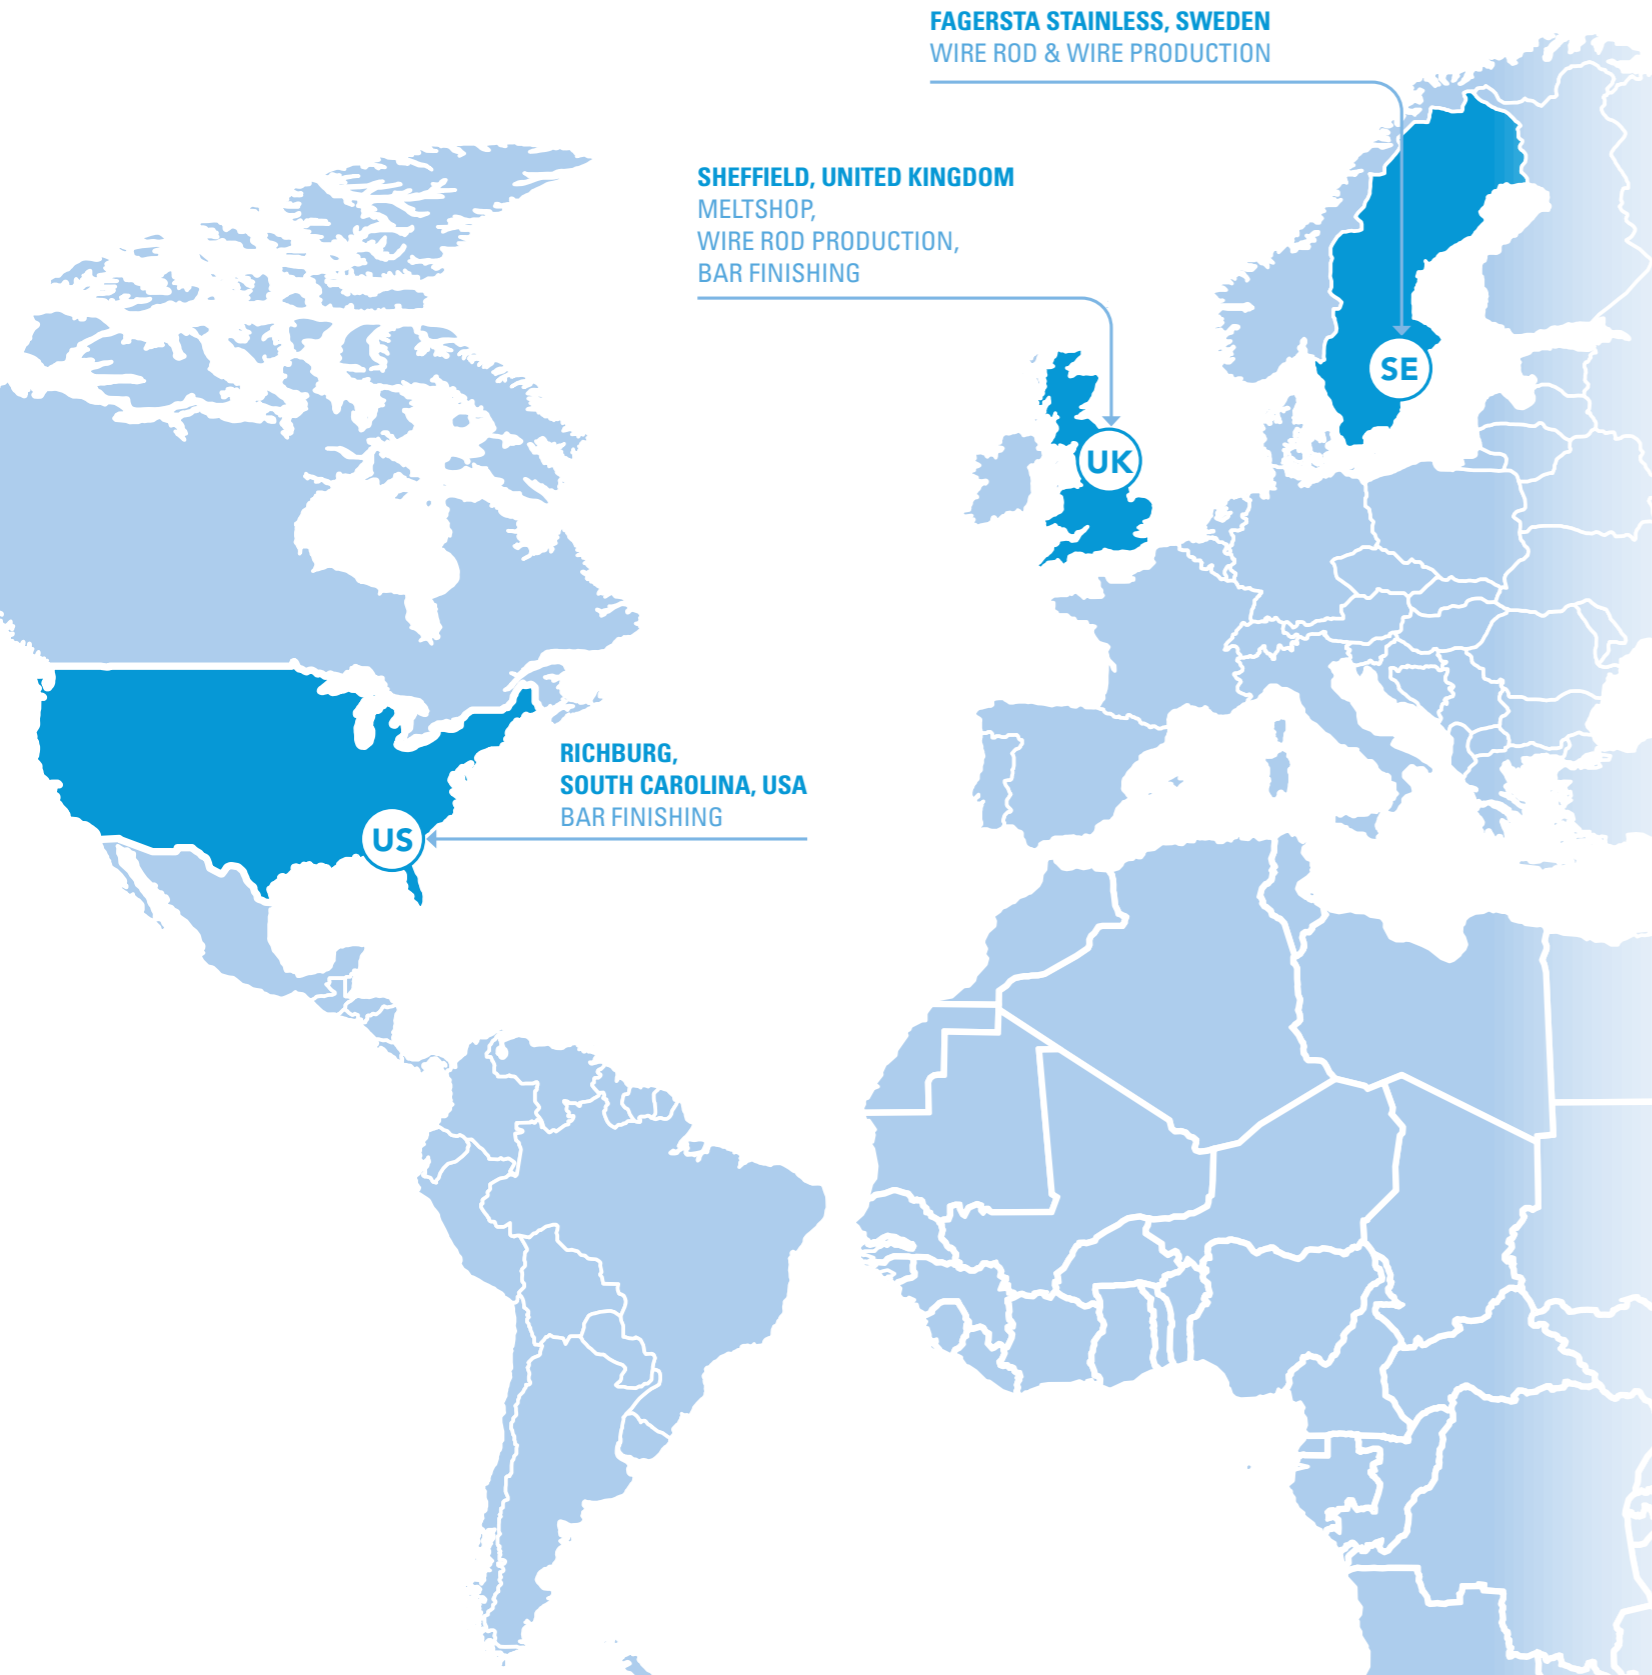 FAGERSTA STAINLESS, SWEDEN
WIRE ROD & WIRE PRODUCTION
SHEFFIELD, UNITED KINGDOM
MELTSHOP,
WIRE ROD PRODUCTION,
BAR FINISHING
SE
UK
RICHBURG,
SOUTH CAROLINA, USA
BAR FINISHING
US